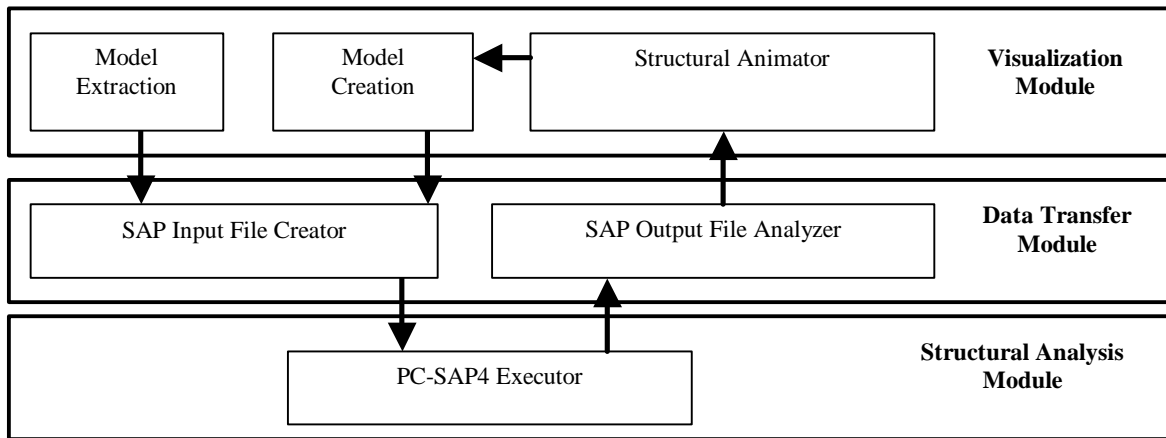 Model
Extraction
Model
Creation
Structural Animator
Visualization
Module
SAP Input File Creator
SAP Output File Analyzer
Data Transfer
Module
PC-SAP4 Executor
Structural Analysis
Module